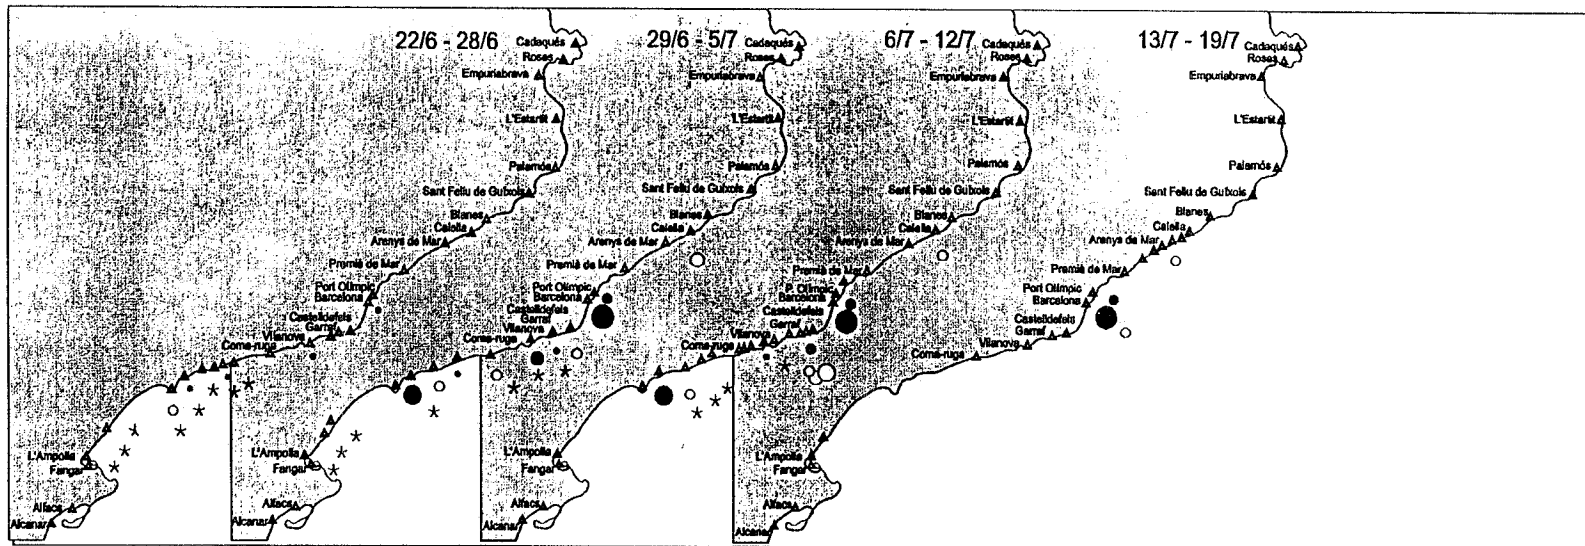 22/6 - 28/6
Cadaqués
Roses
Empuriabrava
L'Estartit
Palamós
Sant Feliu de Guíxols
Blanes
Calella
Arenys de Mar
Premià de Mar
Port Olímpic
Barcelona
Castelldefels
Garraf
Vilanova
Coma-ruga
L'Ampolla
Fangar
Alfacs
Alcanar
29/6 - 5/7
Cadaqués
Roses
Empuriabrava
L'Estartit
Palamós
Sant Feliu de Guíxols
Blanes
Calella
Arenys de Mar
Premià de Mar
Port Olímpic
Barcelona
Castelldefels
Garraf
Vilanova
Coma-ruga
L'Ampolla
Fangar
Alfacs
Alcanar
6/7 - 12/7
Cadaqués
Roses
Empuriabrava
L'Estartit
Palamós
Sant Feliu de Guíxols
Blanes
Calella
Arenys de Mar
Premià de Mar
P. Olímpic
Barcelona
Castelldefels
Garraf
Vilanova
Coma-ruga
L'Ampolla
Fangar
Alfacs
Alcanar
13/7 - 19/7
Cadaqués
Roses
Empuriabrava
L'Estartit
Palamós
Sant Feliu de Guíxols
Blanes
Calella
Arenys de Mar
Premià de Mar
Port Olímpic
Barcelona
Castelldefels
Garraf
Vilanova
Coma-ruga
L'Ampolla
Fangar
Alfacs
Alcanar